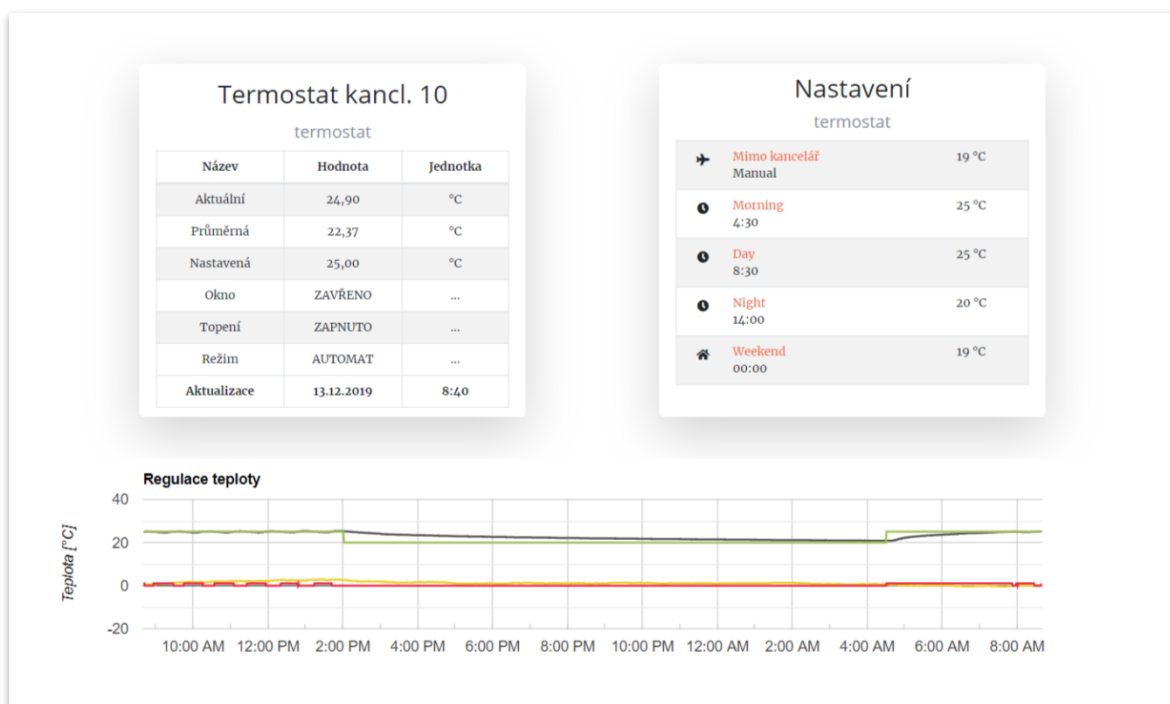 Termostat kancl. 10
termostat
Název Hodnota Jednotka
Aktuální 24,90 °C
Průměrná 22,37 °C
Nastavená 25,00 °C
Okno ZAVŘENO ...
Topení ZAPNUTO ...
Režim AUTOMAT ...
Aktualizace 13.12.2019 8:40
Nastavení
termostat
Mimo kancelář 19 °C
Manual
Morning 25 °C
4:30
Day 25 °C
8:30
Night 20 °C
14:00
Weekend 19 °C
00:00
Regulace teploty
Teplota [°C]
40
20
0
-20
10:00 AM 12:00 PM 2:00 PM 4:00 PM 6:00 PM 8:00 PM 10:00 PM 12:00 AM 2:00 AM 4:00 AM 6:00 AM 8:00 AM